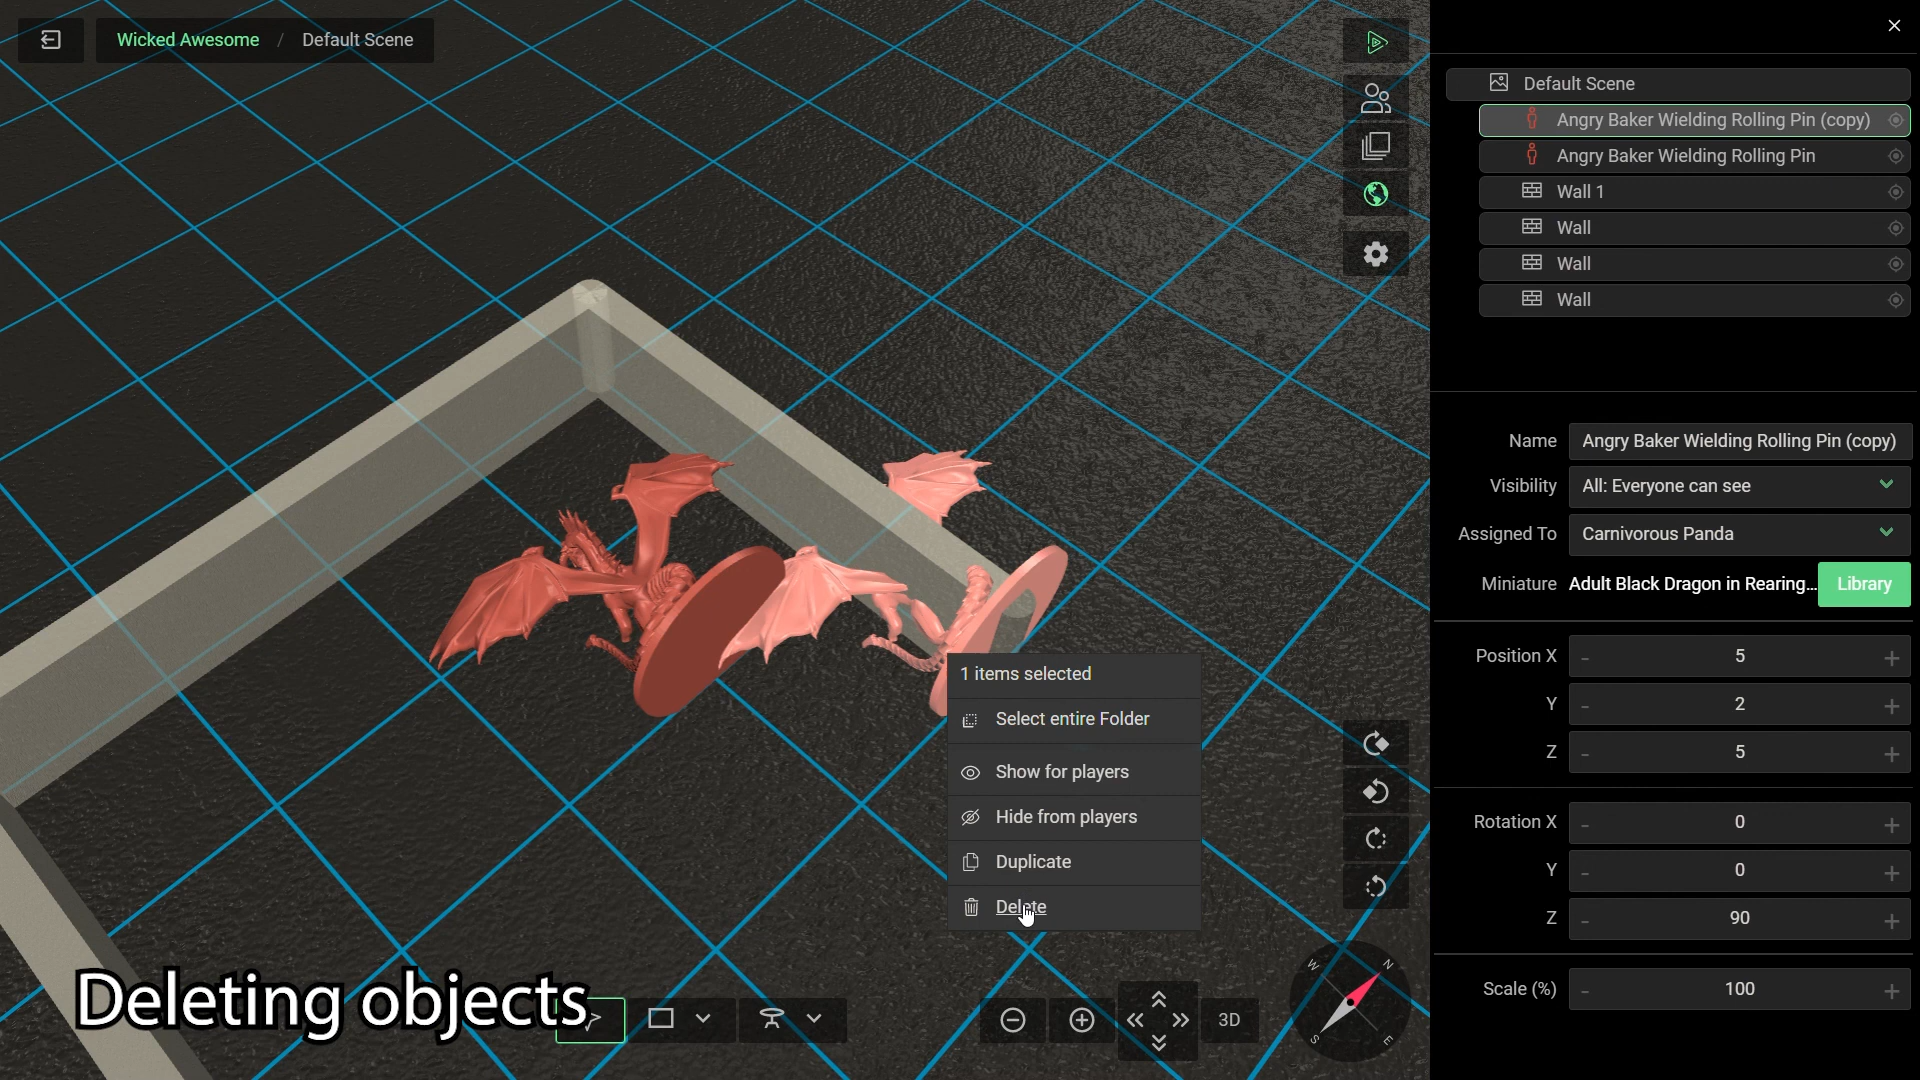 Wicked Awesome / Default Scene
Default Scene
Angry Baker Wielding Rolling Pin (copy)
Angry Baker Wielding Rolling Pin
Wall 1
Wall
Wall
Wall
Name Angry Baker Wielding Rolling Pin (copy)
Visibility All: Everyone can see
Assigned To Carnivorous Panda
Miniature Adult Black Dragon in Rearing... Library
Position X - 5 +
Y - 2 +
Z - 5 +
Rotation X - 0 +
Y - 0 +
Z - 90 +
Scale (%) - 100 +
1 items selected
Select entire Folder
Show for players
Hide from players
Duplicate
Delete
Deleting objects
3D
W N
S E